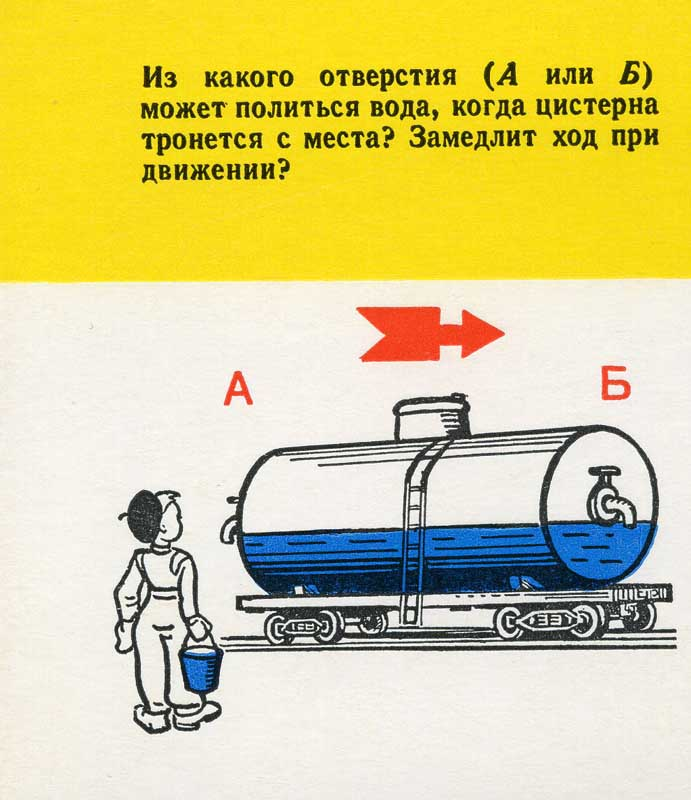 Из какого отверстия (А или Б)
может политься вода, когда цистерна
тронется с места? Замедлит ход при
движении?
А
Б